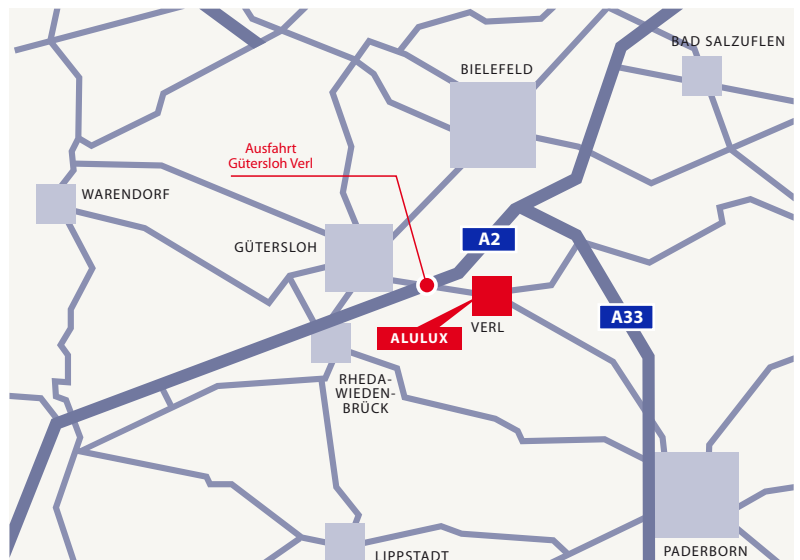 BAD SALZUFLEN
BIELEFELD
Ausfahrt
Gütersloh Verl
WARENDORF
GÜTERSLOH
A2
A33
VERL
ALULUX
RHEDA-
WIEDEN-
BRÜCK
PADERBORN
LIPPSTADT